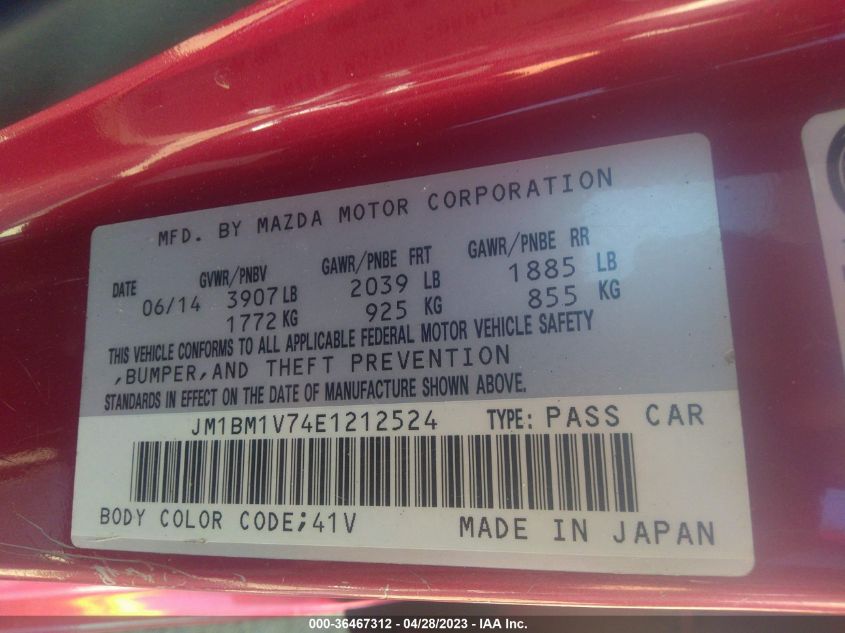 MFD. BY MAZDA MOTOR CORPORATION
DATE GVWR/PNBV GAWR/PNBE FRT GAWR/PNBE RR
06/14 3907 LB 2039 LB 1885 LB
1772 KG 925 KG 855 KG
THIS VEHICLE CONFORMS TO ALL APPLICABLE FEDERAL MOTOR VEHICLE SAFETY
,BUMPER,AND THEFT PREVENTION
STANDARDS IN EFFECT ON THE DATE OF MANUFACTURE SHOWN ABOVE.
JM1BM1V74E1212524 TYPE: PASS CAR
BODY COLOR CODE;41V MADE IN JAPAN
000-36467312 - 04/28/2023 - IAA Inc.